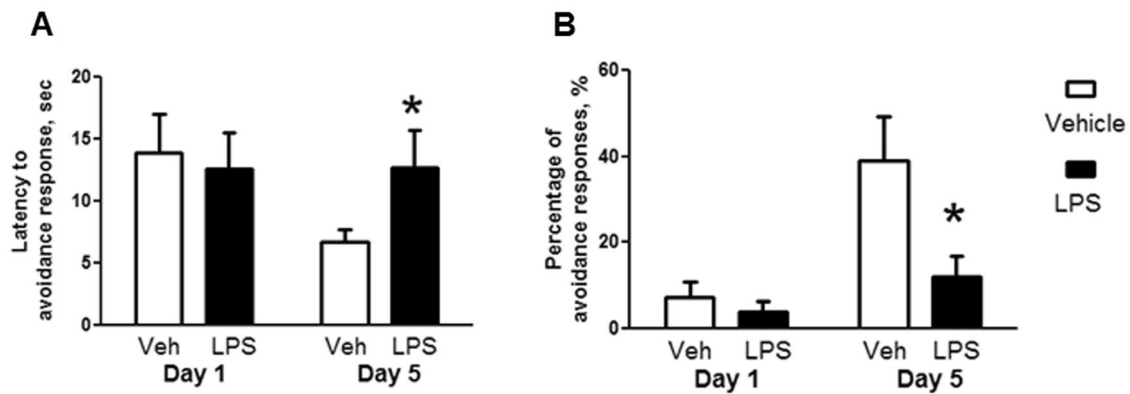 A
Latency to
avoidance response, sec
20
15
10
5
0
*
Veh LPS Veh LPS
Day 1 Day 5
B
Percentage of
avoidance responses, %
60
40
20
0
*
Veh LPS Veh LPS
Day 1 Day 5
Vehicle
LPS